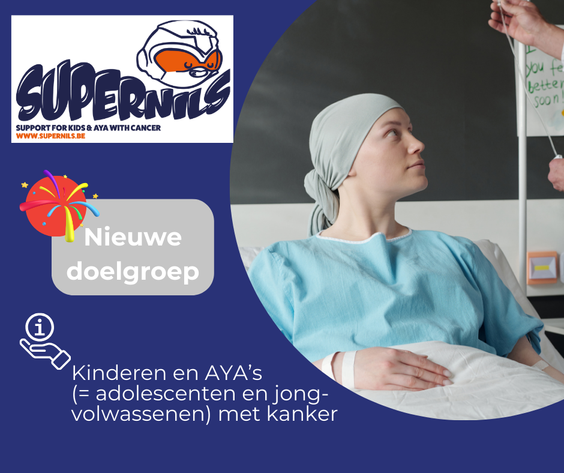 SUPERNILS
SUPPORT FOR KIDS & AYA WITH CANCER
WWW.SUPERNILS.BE
you fe
better
soon!
Nieuwe
doelgroep
i
Kinderen en AYA's
(= adolescenten en jong-
volwassenen) met kanker